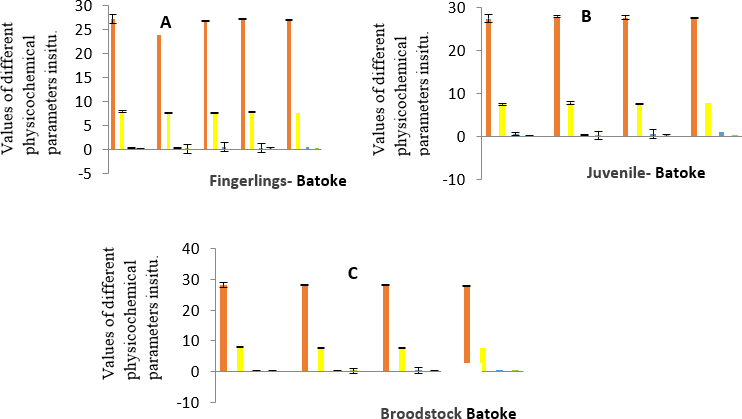 Values of different
physicochemical
parameters insitu.
30
25
20
15
10
5
0
-5
A
Fingerlings- Batoke
Values of different
physicochemical
parameters insitu.
30
20
10
0
-10
B
Juvenile- Batoke
Values of different
physicochemical
parameters insitu.
40
30
20
10
0
-10
C
Broodstock Batoke